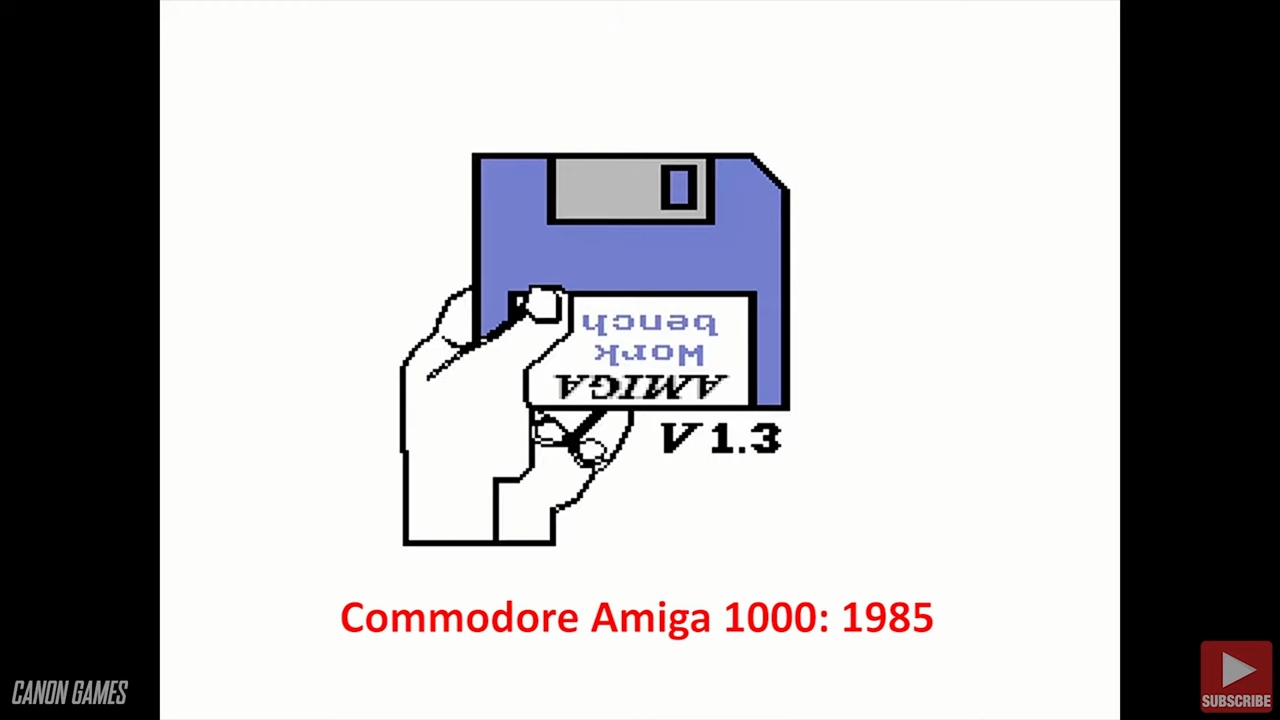 bench
Work
AMIGA
V1.3
Commodore Amiga 1000: 1985
CANON GAMES
SUBSCRIBE